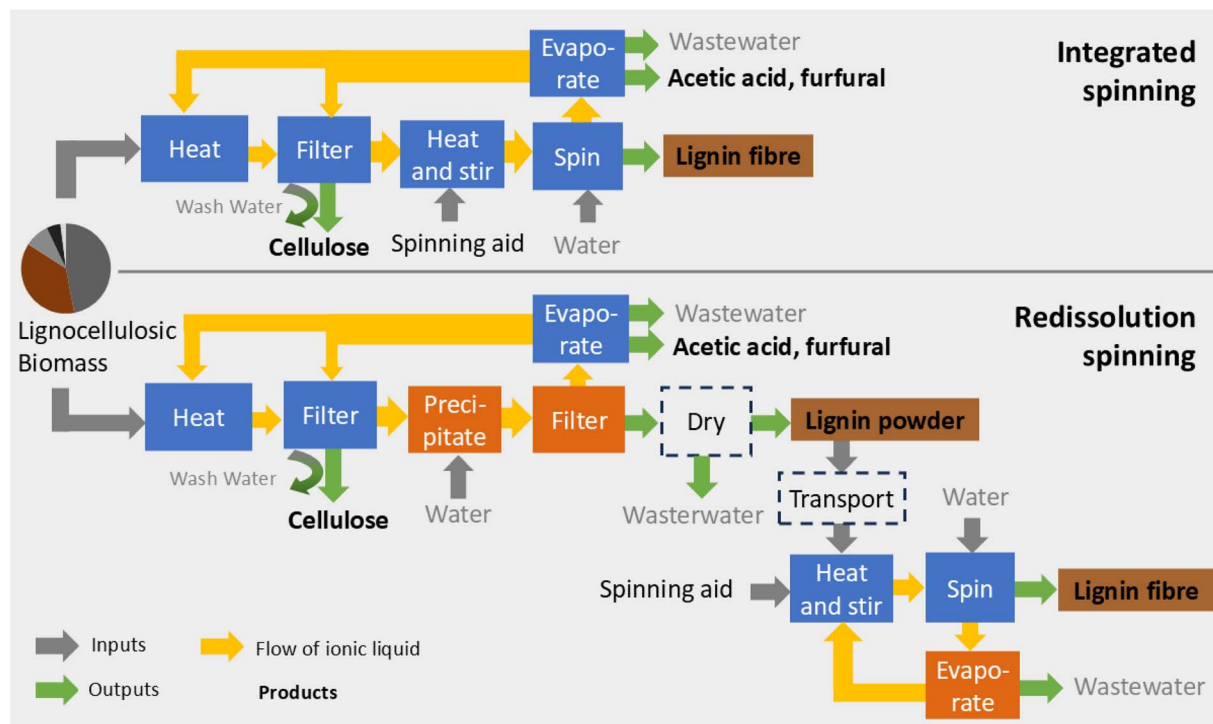 Integrated
spinning
Evapo-
rate
Wastewater
Acetic acid, furfural
Heat
Filter
Heat
and stir
Spin
Lignin fibre
Wash Water
Cellulose
Spinning aid
Water
Lignocellulosic
Biomass
Redissolution
spinning
Evapo-
rate
Wastewater
Acetic acid, furfural
Heat
Filter
Preci-
pitate
Filter
Dry
Lignin powder
Wash Water
Cellulose
Water
Wasterwater
Transport
Water
Spinning aid
Heat
and stir
Spin
Lignin fibre
Evapo-
rate
Wastewater
Inputs
Flow of ionic liquid
Outputs
Products